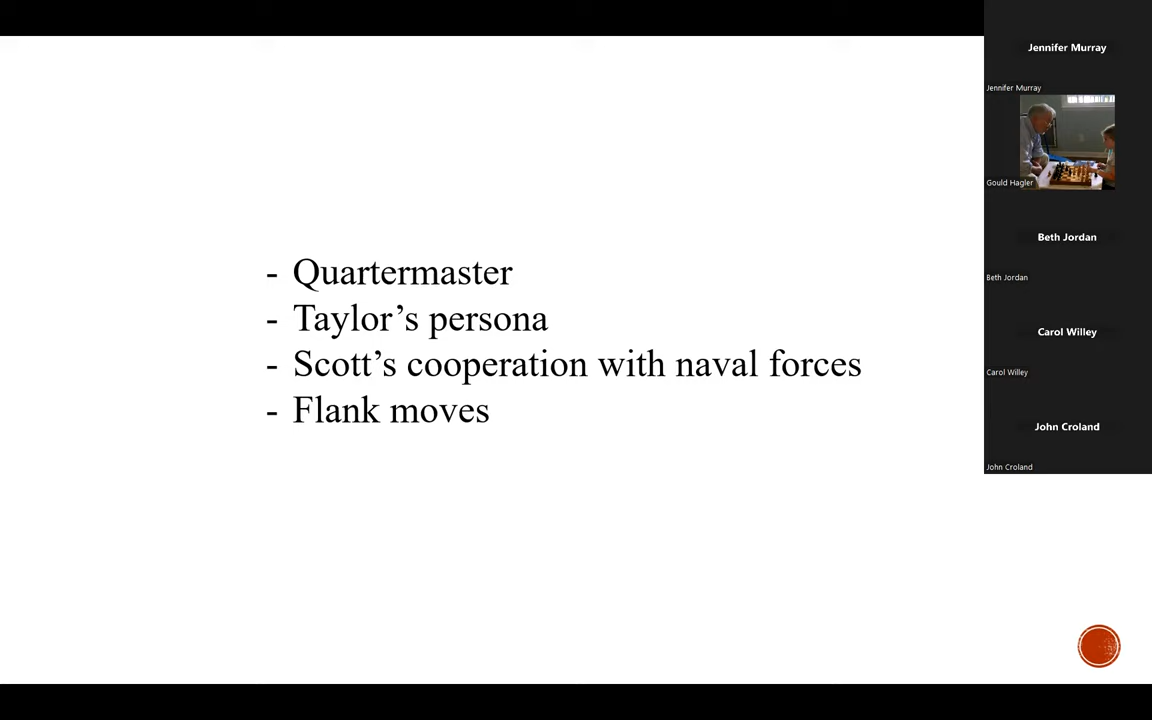 - Quartermaster
- Taylor’s persona
- Scott’s cooperation with naval forces
- Flank moves
Jennifer Murray
Jennifer Murray
Gould Hagler
Beth Jordan
Beth Jordan
Carol Willey
Carol Willey
John Croland
John Croland